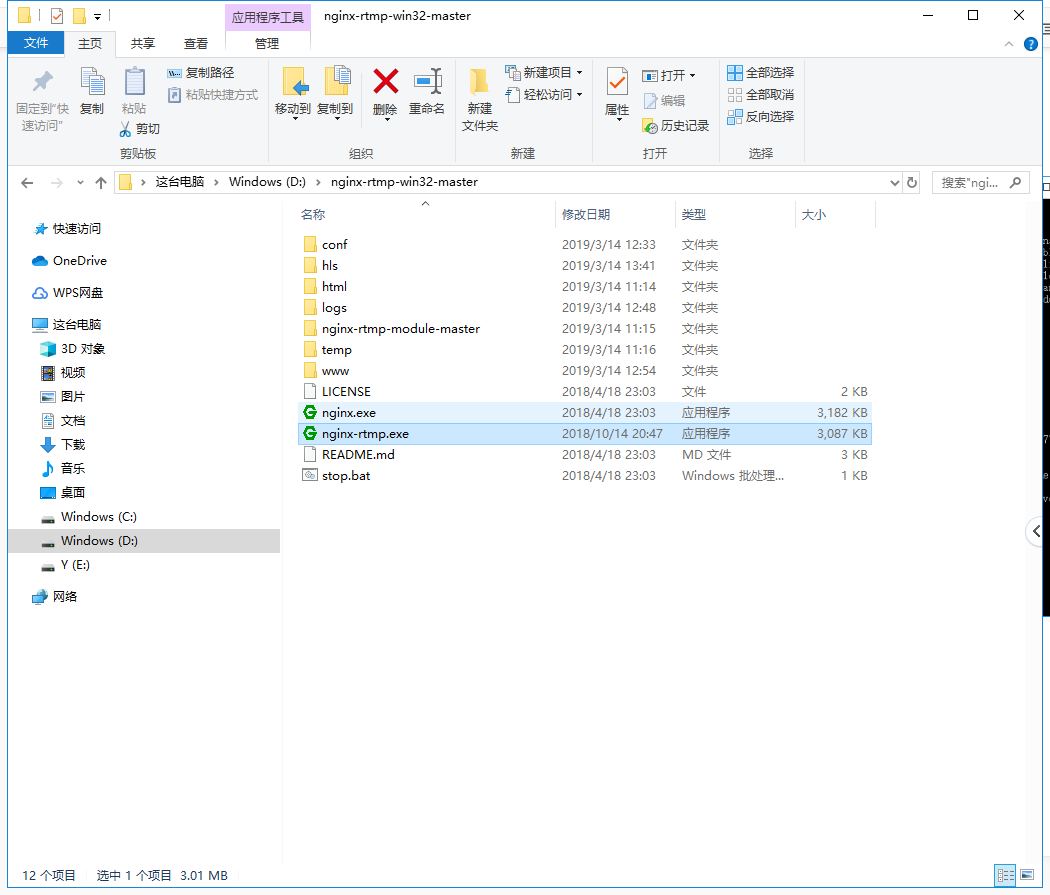 应用程序工具 nginx-rtmp-win32-master
文件 主页 共享 查看 管理
固定到"快速访问" 复制 粘贴 复制路径 粘贴快捷方式 剪切
移动到 复制到 删除 重命名
新建文件夹 新建项目 轻松访问
属性 打开 编辑 历史记录
全部选择 全部取消 反向选择
剪贴板 组织 新建 打开 选择
这台电脑 Windows (D:) nginx-rtmp-win32-master 搜索"ngi...
名称 修改日期 类型 大小
快速访问
OneDrive
WPS网盘
这台电脑
3D 对象
视频
图片
文档
下载
音乐
桌面
Windows (C:)
Windows (D:)
Y (E:)
网络
conf 2019/3/14 12:33 文件夹
hls 2019/3/14 13:41 文件夹
html 2019/3/14 11:14 文件夹
logs 2019/3/14 12:48 文件夹
nginx-rtmp-module-master 2019/3/14 11:15 文件夹
temp 2019/3/14 11:16 文件夹
www 2019/3/14 12:54 文件夹
LICENSE 2018/4/18 23:03 文件 2 KB
nginx.exe 2018/4/18 23:03 应用程序 3,182 KB
nginx-rtmp.exe 2018/10/14 20:47 应用程序 3,087 KB
README.md 2018/4/18 23:03 MD 文件 3 KB
stop.bat 2018/4/18 23:03 Windows 批处理... 1 KB
12 个项目 选中 1 个项目 3.01 MB